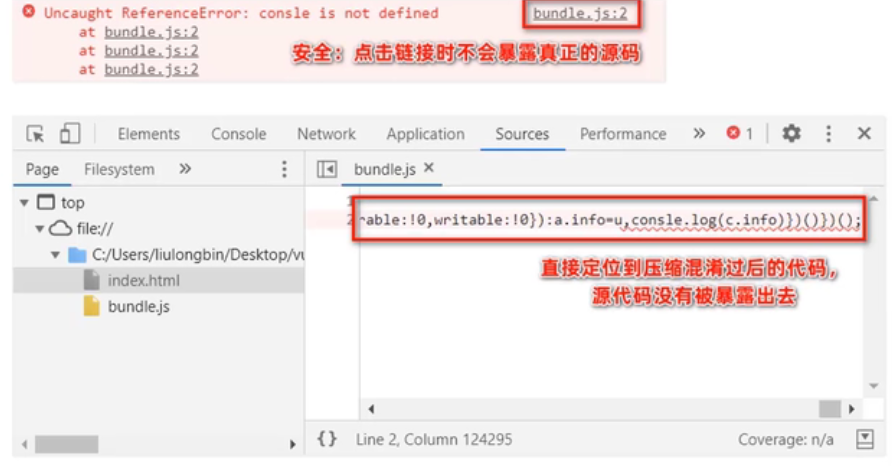 Uncaught ReferenceError: consle is not defined bundle.js:2
at bundle.js:2
at bundle.js:2
at bundle.js:2
安全：点击链接时不会暴露真正的源码
Elements Console Network Application Sources Performance » 1
Page Filesystem » bundle.js ×
top
file://
C:/Users/liulongbin/Desktop/vu
index.html
bundle.js
1
2 rable:!0,writable:!0}):a.info=u,consle.log(c.info)})()})();
直接定位到压缩混淆过后的代码，
源代码没有被暴露出去
{} Line 2, Column 124295 Coverage: n/a